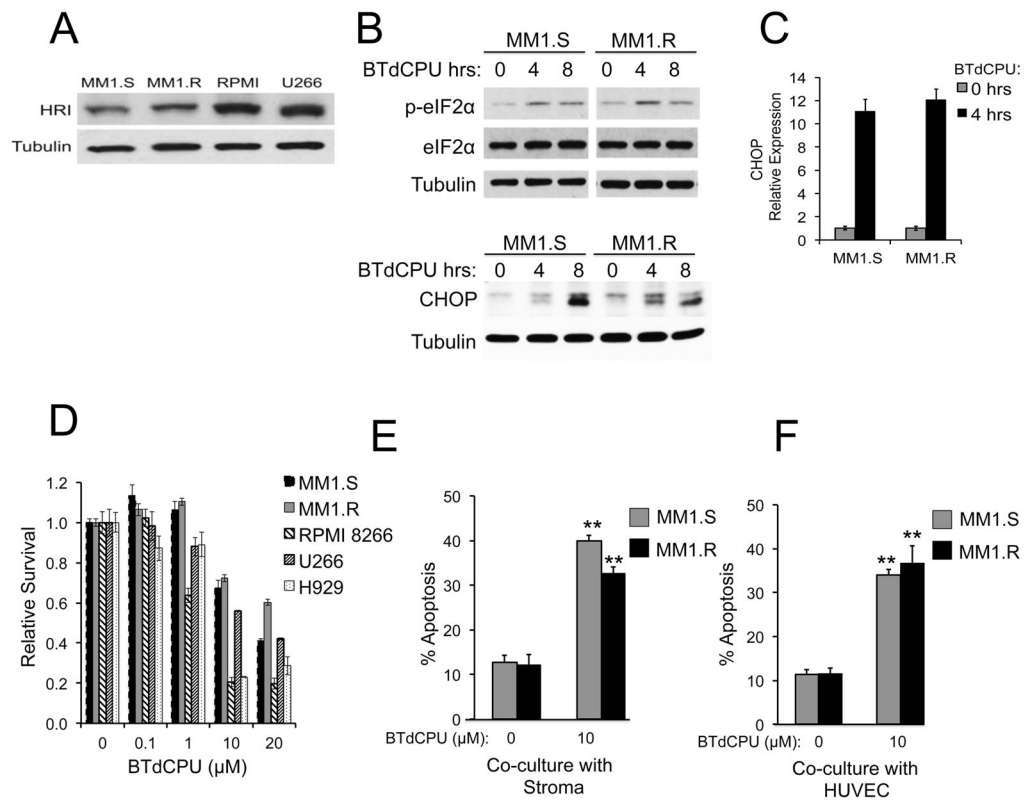 A
MM1.S MM1.R RPMI U266
HRI
Tubulin
B
MM1.S MM1.R
BTdCPU hrs: 0 4 8 0 4 8
p-eIF2α
eIF2α
Tubulin
MM1.S MM1.R
BTdCPU hrs: 0 4 8 0 4 8
CHOP
Tubulin
C
BTdCPU:
0 hrs
4 hrs
CHOP
Relative Expression
14
12
10
8
6
4
2
0
MM1.S MM1.R
D
Relative Survival
1.2
1.0
0.8
0.6
0.4
0.2
0.0
MM1.S
MM1.R
RPMI 8266
U266
H929
0 0.1 1 10 20
BTdCPU (µM)
E
% Apoptosis
50
40
30
20
10
0
** **
MM1.S
MM1.R
BTdCPU (µM): 0 10
Co-culture with
Stroma
F
% Apoptosis
50
40
30
20
10
0
** **
MM1.S
MM1.R
BTdCPU (µM): 0 10
Co-culture with
HUVEC